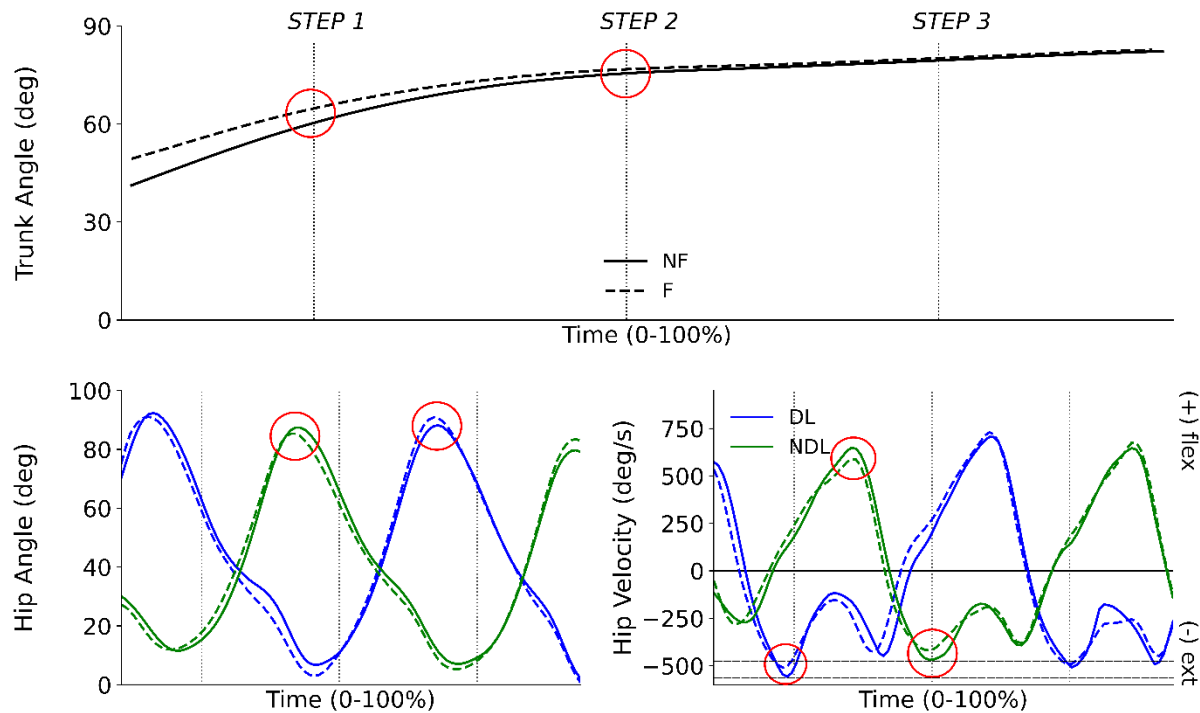 STEP 1 STEP 2 STEP 3
90
60
30
0
Trunk Angle (deg)
NF
F
Time (0-100%)
100
80
60
40
20
0
Hip Angle (deg)
Time (0-100%)
750
500
250
0
−250
−500
Hip Velocity (deg/s)
DL
NDL
(+) flex
(-) ext
Time (0-100%)